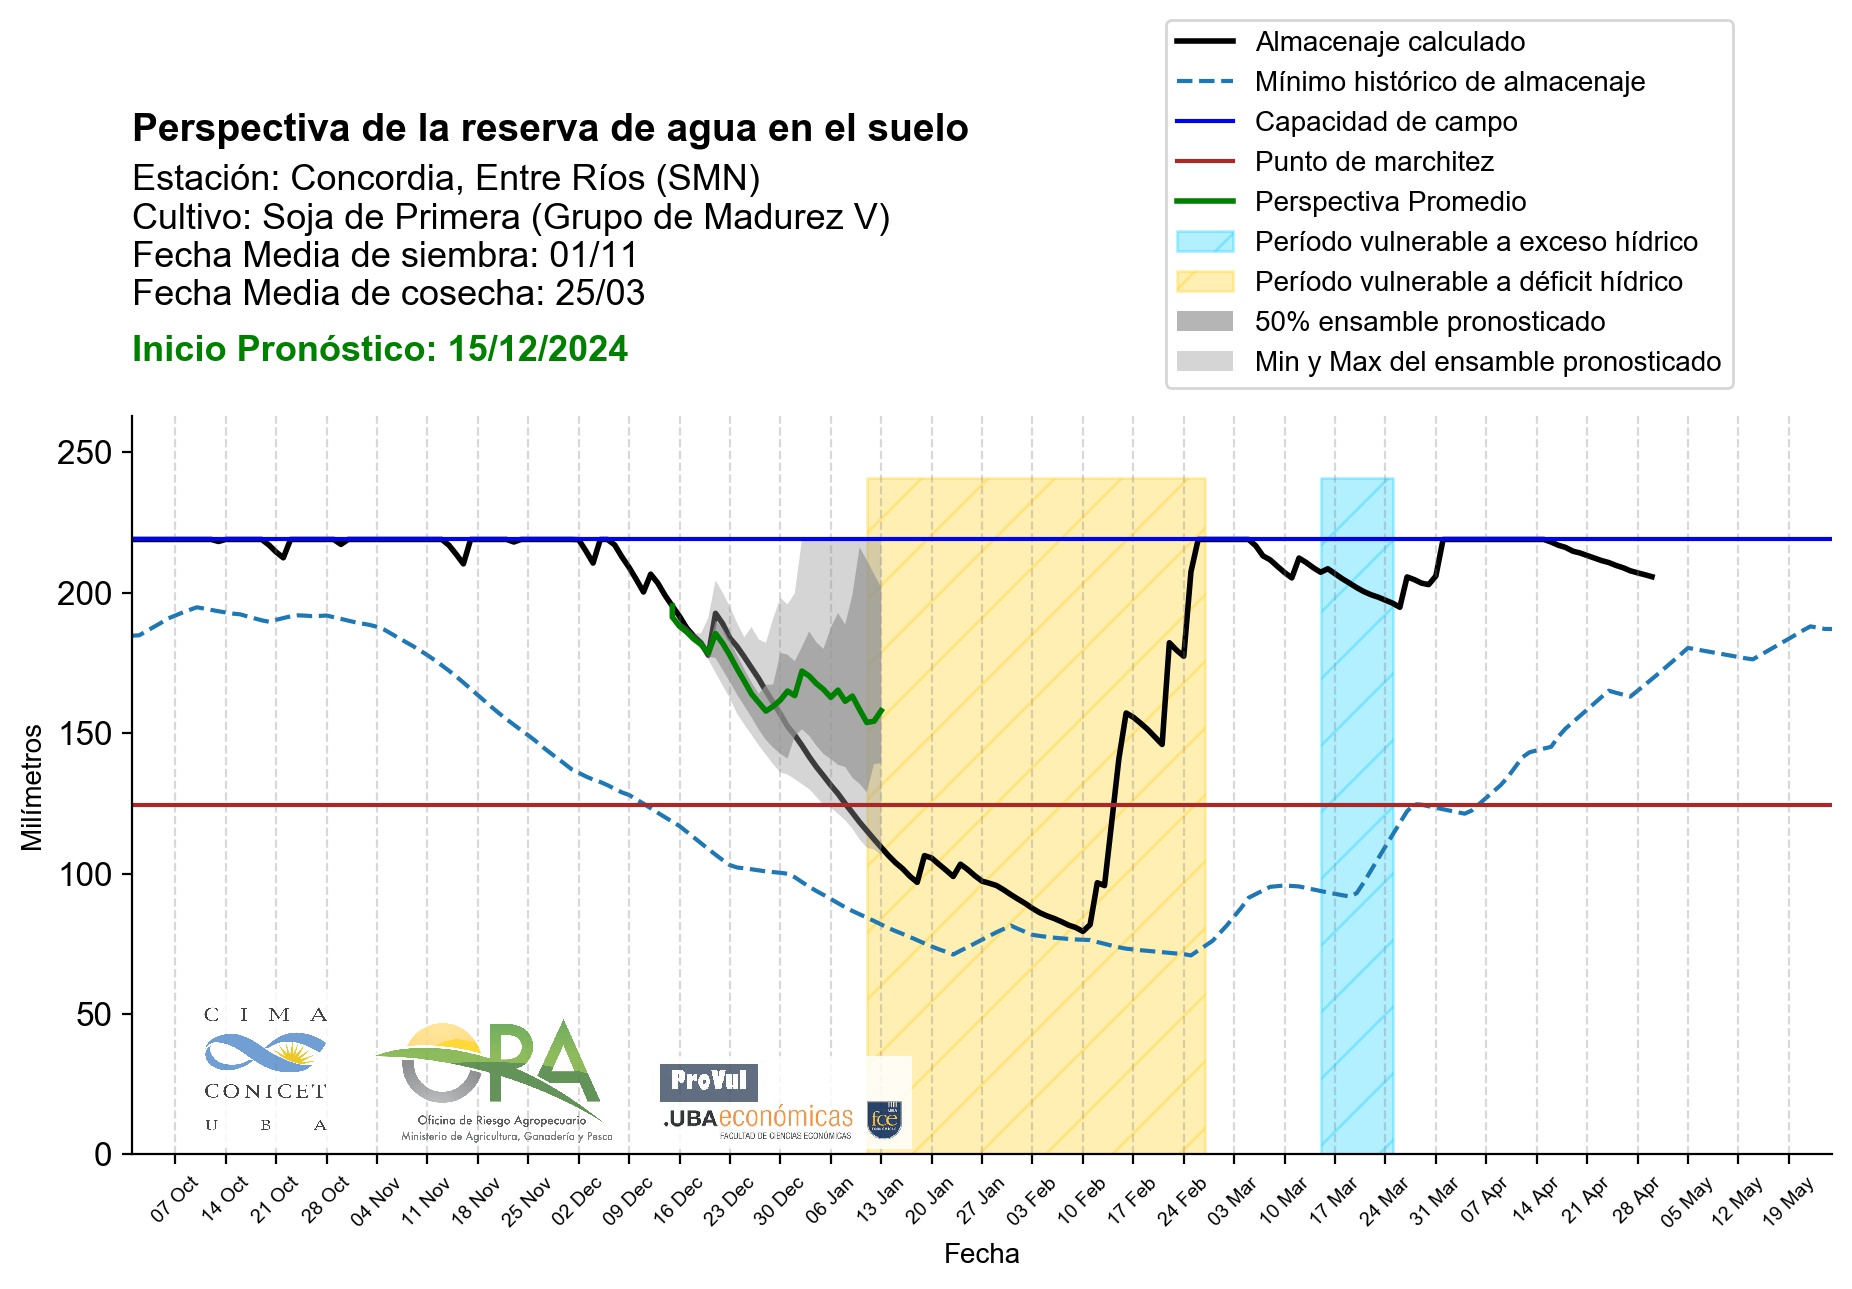 Almacenaje calculado
Mínimo histórico de almacenaje
Capacidad de campo
Punto de marchitez
Perspectiva Promedio
Período vulnerable a exceso hídrico
Período vulnerable a déficit hídrico
50% ensamble pronosticado
Min y Max del ensamble pronosticado
Perspectiva de la reserva de agua en el suelo
Estación: Concordia, Entre Ríos (SMN)
Cultivo: Soja de Primera (Grupo de Madurez V)
Fecha Media de siembra: 01/11
Fecha Media de cosecha: 25/03
Inicio Pronóstico: 15/12/2024
Milímetros
250
200
150
100
50
0
C I M A
CONICET
U B A
OPA
Oficina de Riesgo Agropecuario
Ministerio de Agricultura, Ganadería y Pesca
ProVul
.UBAeconómicas
FACULTAD DE CIENCIAS ECONÓMICAS
UBA
fce
07 Oct
14 Oct
21 Oct
28 Oct
04 Nov
11 Nov
18 Nov
25 Nov
02 Dec
09 Dec
16 Dec
23 Dec
30 Dec
06 Jan
13 Jan
20 Jan
27 Jan
03 Feb
10 Feb
17 Feb
24 Feb
03 Mar
10 Mar
17 Mar
24 Mar
31 Mar
07 Apr
14 Apr
21 Apr
28 Apr
05 May
12 May
19 May
Fecha